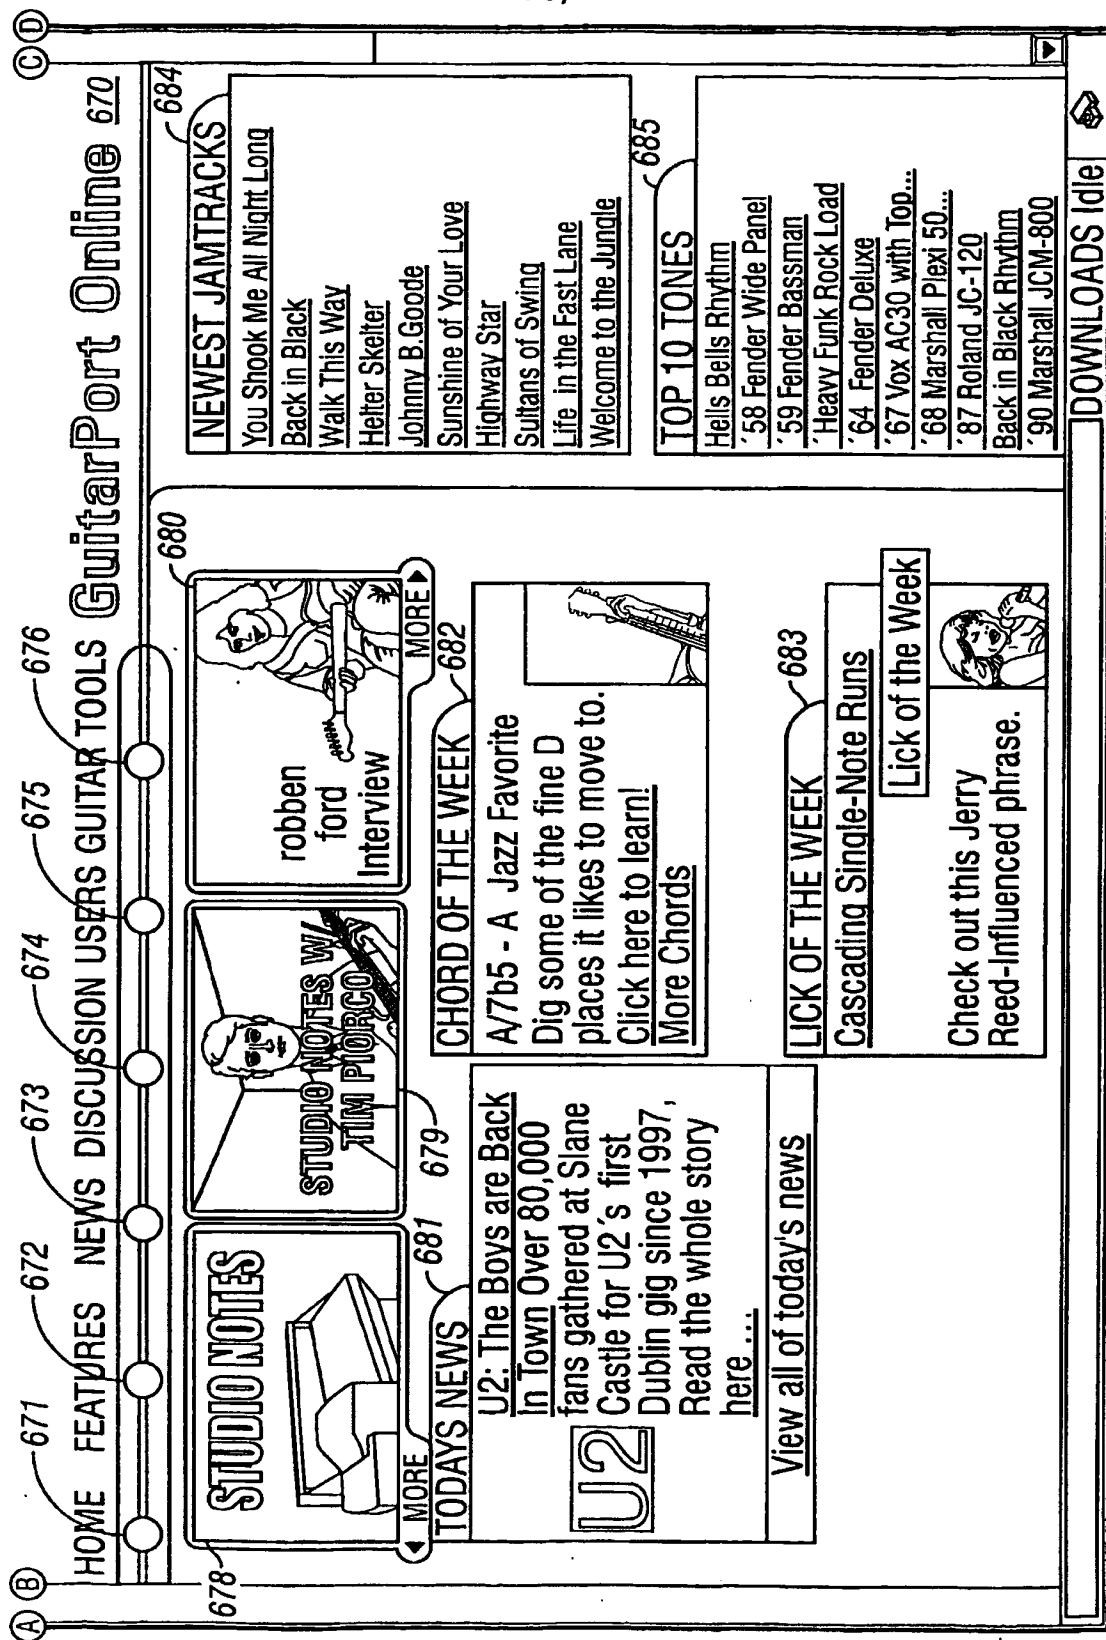 A B
C D
671
672
673
674
675
676
HOME FEATURES NEWS DISCUSSION USERS GUITAR TOOLS GuitarPort Online 670
678
STUDIO NOTES
STUDIO NOTES W
TIM PIORCO
679
robben
ford
Interview
680
MORE
MORE
TODAYS NEWS
681
U2
U2: The Boys are Back
In Town Over 80,000
fans gathered at Slane
Castle for U2´s first
Dublin gig since 1997,
Read the whole story
here ...
View all of today's news
CHORD OF THE WEEK
682
A/7b5 - A Jazz Favorite
Dig some of the fine D
places it likes to move to.
Click here to learn!
More Chords
LICK OF THE WEEK
683
Cascading Single-Note Runs
Lick of the Week
Check out this Jerry
Reed-Influenced phrase.
NEWEST JAMTRACKS
684
You Shook Me All Night Long
Back in Black
Walk This Way
Helter Skelter
Johnny B.Goode
Sunshine of Your Love
Highway Star
Sultans of Swing
Life in the Fast Lane
Welcome to the Jungle
TOP 10 TONES
685
Hells Bells Rhythm
´58 Fender Wide Panel
´59 Fender Bassman
´Heavy Funk Rock Load
´64 Fender Deluxe
´67 Vox AC30 with Top...
´68 Marshall Plexi 50...
´87 Roland JC-120
Back in Black Rhythm
´90 Marshall JCM-800
DOWNLOADS Idle